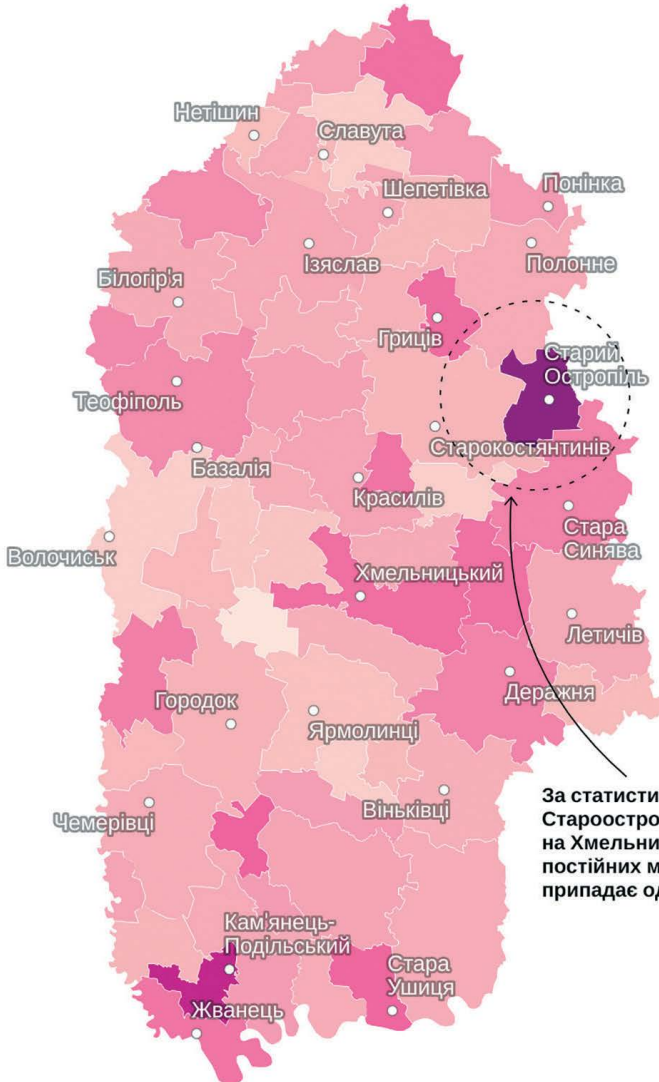 Нетішин
Славута
Шепетівка
Понінка
Ізяслав
Полонне
Білогір'я
Гриців
Старий
Остропіль
Теофіполь
Старокостянтинів
Базалія
Красилів
Стара
Синява
Волочиськ
Хмельницький
Летичів
Деражня
Городок
Ярмолинці
Віньківці
Чемерівці
За статисти
Староостро
на Хмельни
постійних м
припадає од
Кам'янець-
Подільський
Стара
Ушиця
Жванець